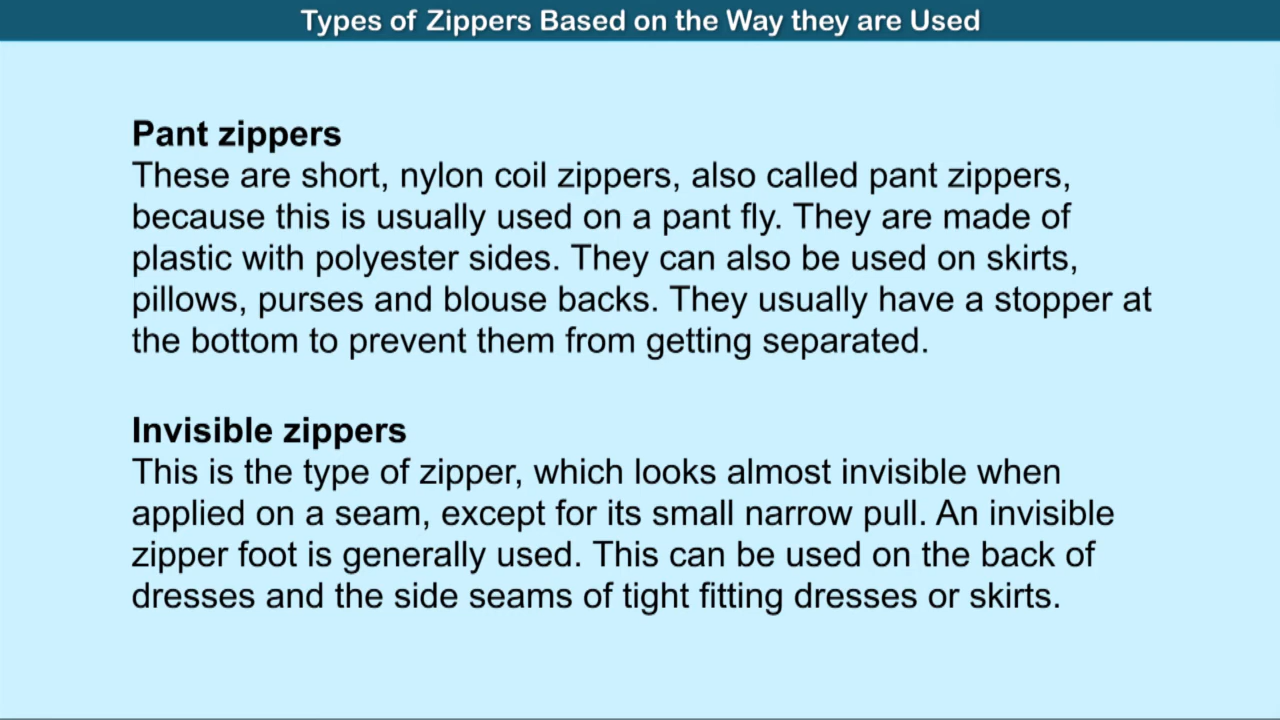 Types of Zippers Based on the Way they are Used
Pant zippers
These are short, nylon coil zippers, also called pant zippers,
because this is usually used on a pant fly. They are made of
plastic with polyester sides. They can also be used on skirts,
pillows, purses and blouse backs. They usually have a stopper at
the bottom to prevent them from getting separated.
Invisible zippers
This is the type of zipper, which looks almost invisible when
applied on a seam, except for its small narrow pull. An invisible
zipper foot is generally used. This can be used on the back of
dresses and the side seams of tight fitting dresses or skirts.